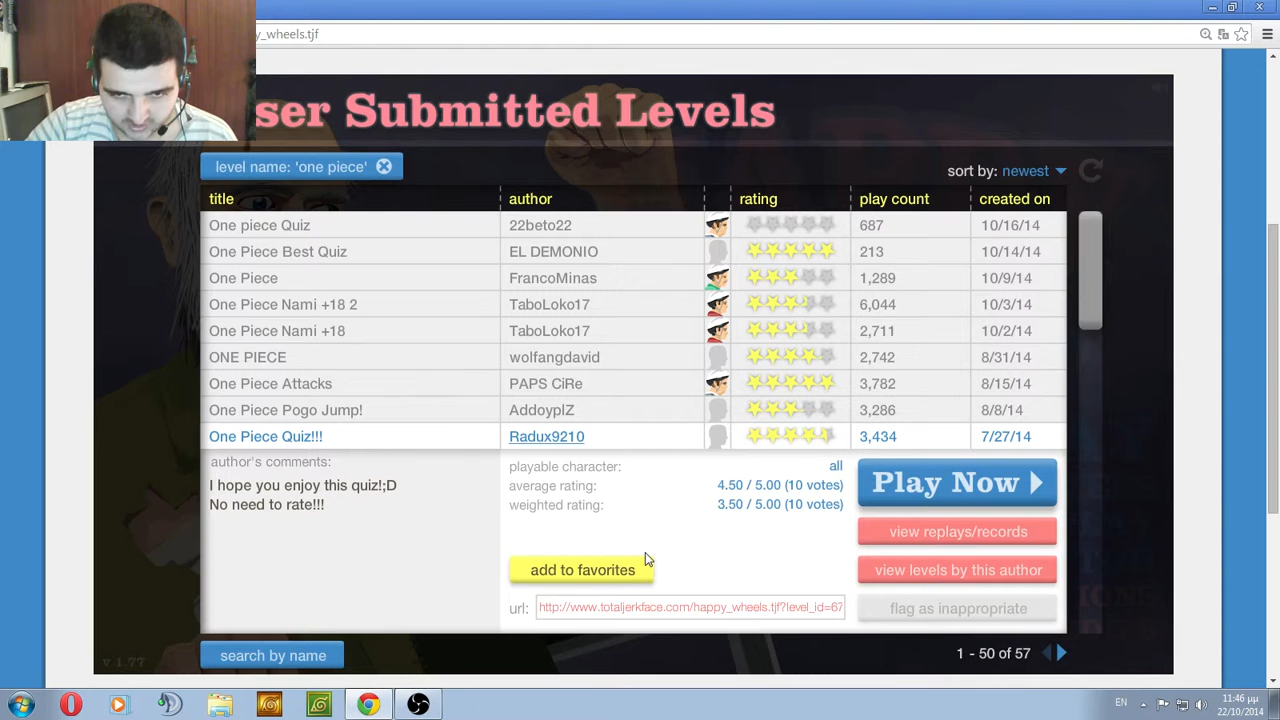 _wheels.tjf
ser Submitted Levels
level name: 'one piece'
sort by: newest
title author rating play count created on
One piece Quiz 22beto22 687 10/16/14
One Piece Best Quiz EL DEMONIO 213 10/14/14
One Piece FrancoMinas 1,289 10/9/14
One Piece Nami +18 2 TaboLoko17 6,044 10/3/14
One Piece Nami +18 TaboLoko17 2,711 10/2/14
ONE PIECE wolfangdavid 2,742 8/31/14
One Piece Attacks PAPS CiRe 3,782 8/15/14
One Piece Pogo Jump! AddoyplZ 3,286 8/8/14
One Piece Quiz!!! Radux9210 3,434 7/27/14
author's comments:
I hope you enjoy this quiz!;D
No need to rate!!!
playable character: all
average rating: 4.50 / 5.00 (10 votes)
weighted rating: 3.50 / 5.00 (10 votes)
add to favorites
url: http://www.totaljerkface.com/happy_wheels.tjf?level_id=67
Play Now
view replays/records
view levels by this author
flag as inappropriate
v 1.77
search by name
1 - 50 of 57
EN
11:46 μμ
22/10/2014